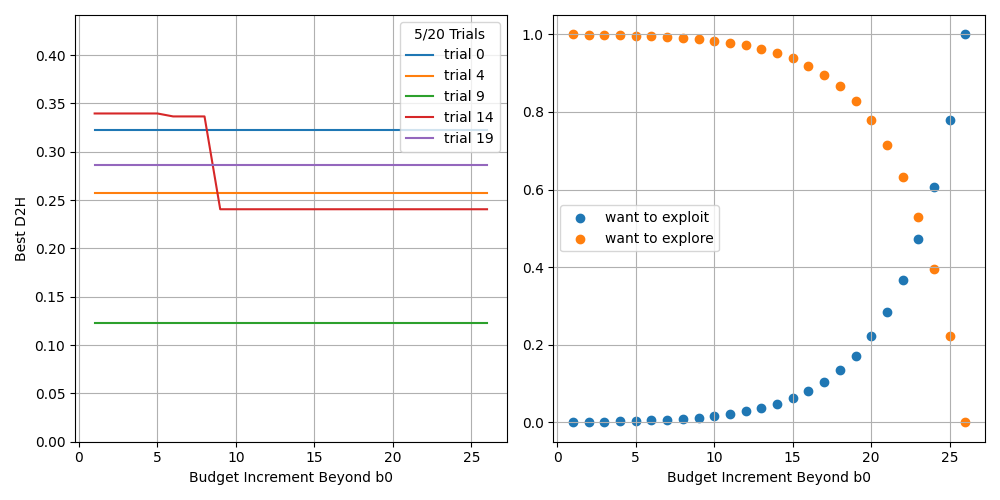 0.40
0.35
0.30
0.25
0.20
0.15
0.10
0.05
0.00
Best D2H
0 5 10 15 20 25
Budget Increment Beyond b0
5/20 Trials
trial 0
trial 4
trial 9
trial 14
trial 19
1.0
0.8
0.6
0.4
0.2
0.0
0 5 10 15 20 25
Budget Increment Beyond b0
want to exploit
want to explore